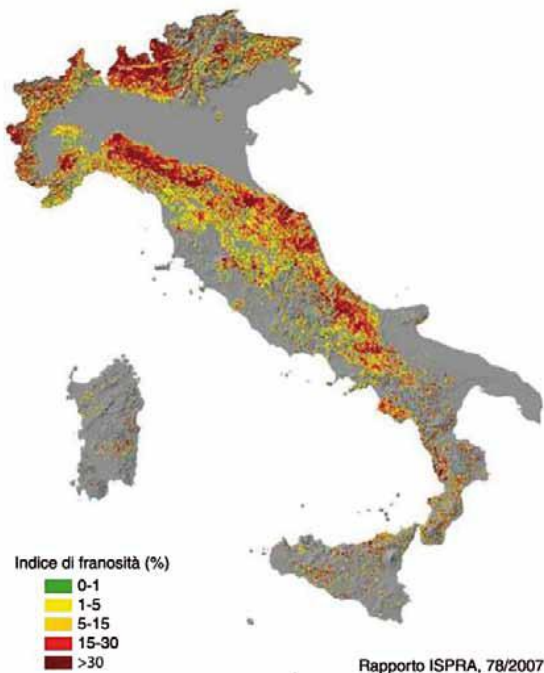 Indice di franosità (%)
0-1
1-5
5-15
15-30
>30
Rapporto ISPRA, 78/2007